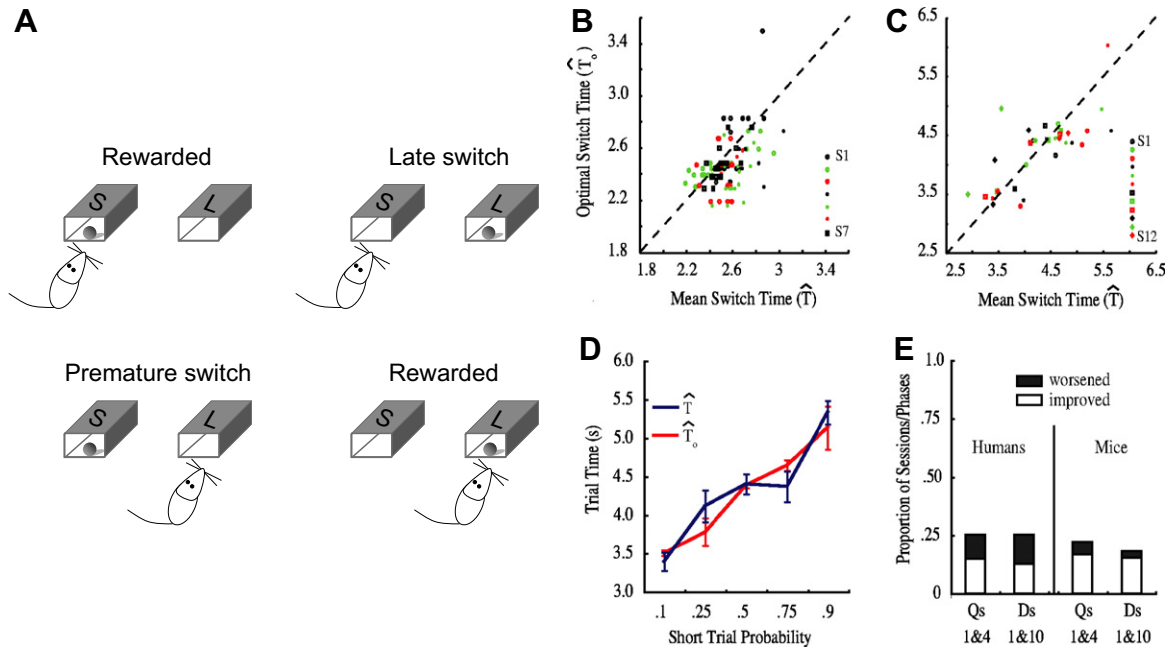 A
Rewarded
Late switch
S
L
S
L
Premature switch
Rewarded
S
L
S
L
B
Optimal Switch Time (T̂o)
3.6
3.0
2.6
2.2
1.8
S1
S7
1.8 2.2 2.6 3.0 3.4
Mean Switch Time (T̂)
C
6.5
5.5
4.5
3.5
2.5
S1
S12
2.5 3.5 4.5 5.5 6.5
Mean Switch Time (T̂)
D
Trial Time (s)
6.0
5.5
5.0
4.5
4.0
3.5
3.0
T̂
T̂o
.1 .25 .5 .75 .9
Short Trial Probability
E
Proportion of Sessions/Phases
1.0
.75
.50
.25
0
worsened
improved
Humans
Mice
Qs Ds Qs Ds
1&4 1&10 1&4 1&10